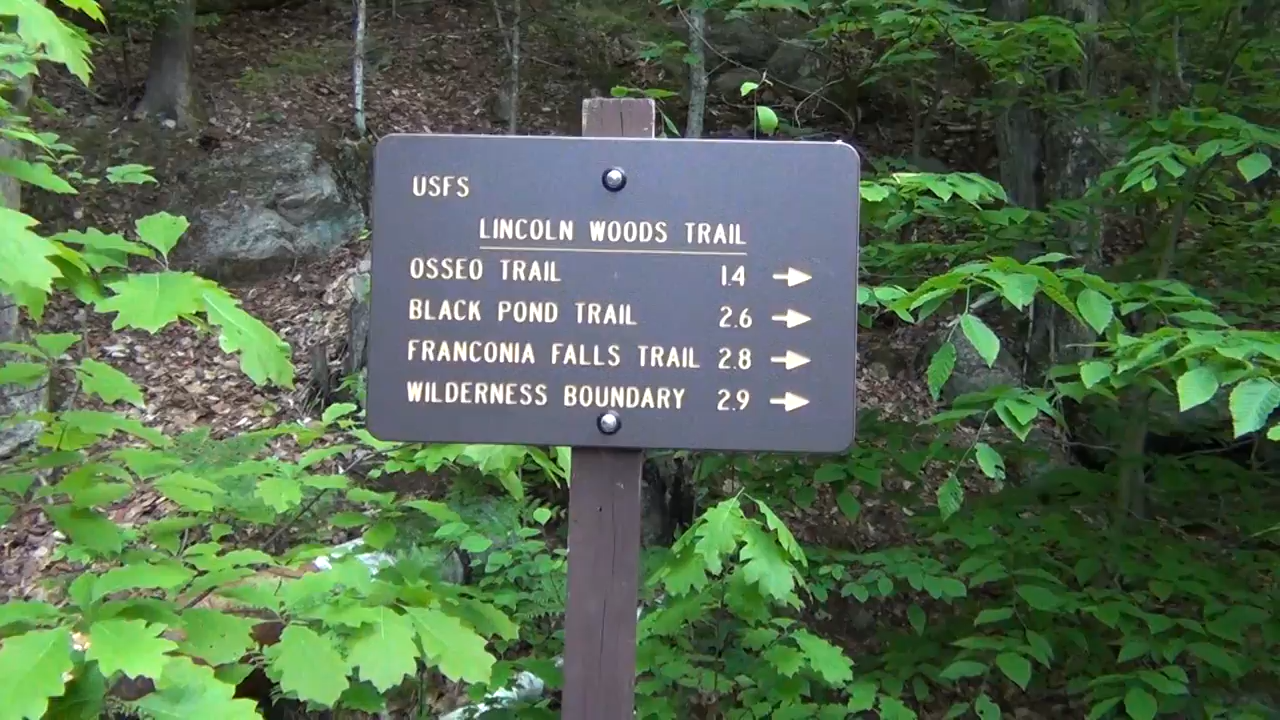 USFS
LINCOLN WOODS TRAIL
OSSEO TRAIL 1.4 →
BLACK POND TRAIL 2.6 →
FRANCONIA FALLS TRAIL 2.8 →
WILDERNESS BOUNDARY 2.9 →